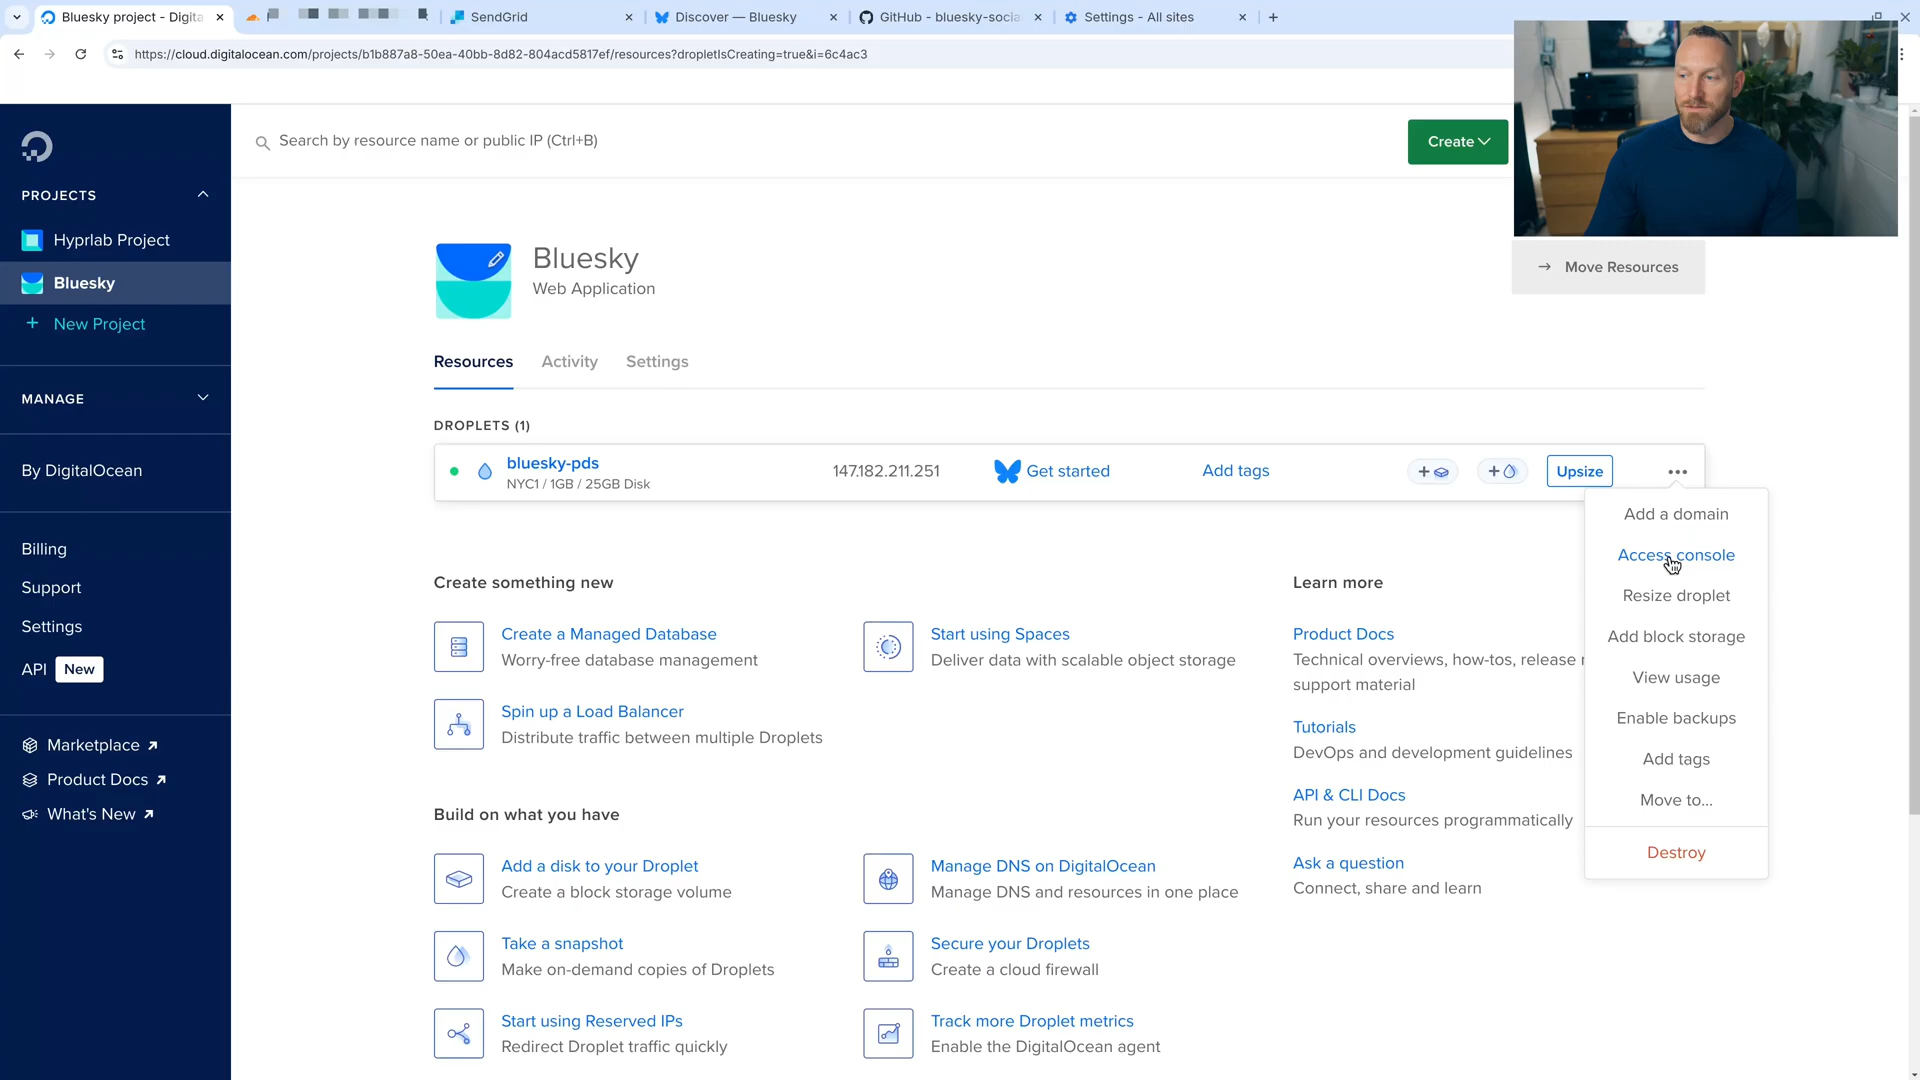 Bluesky project - Digita
SendGrid
Discover — Bluesky
GitHub - bluesky-socia
Settings - All sites
https://cloud.digitalocean.com/projects/b1b887a8-50ea-40bb-8d82-804acd5817ef/resources?dropletIsCreating=true&i=6c4ac3
Search by resource name or public IP (Ctrl+B)
Create
PROJECTS
Hyprlab Project
Bluesky
New Project
MANAGE
By DigitalOcean
Billing
Support
Settings
API New
Marketplace
Product Docs
What's New
Bluesky
Web Application
→ Move Resources
Resources
Activity
Settings
DROPLETS (1)
bluesky-pds
NYC1 / 1GB / 25GB Disk
147.182.211.251
Get started
Add tags
Upsize
Add a domain
Access console
Resize droplet
Add block storage
View usage
Enable backups
Add tags
Move to...
Destroy
Create something new
Create a Managed Database
Worry-free database management
Start using Spaces
Deliver data with scalable object storage
Spin up a Load Balancer
Distribute traffic between multiple Droplets
Learn more
Product Docs
Technical overviews, how-tos, release
support material
Tutorials
DevOps and development guidelines
API & CLI Docs
Run your resources programmatically
Ask a question
Connect, share and learn
Build on what you have
Add a disk to your Droplet
Create a block storage volume
Manage DNS on DigitalOcean
Manage DNS and resources in one place
Take a snapshot
Make on-demand copies of Droplets
Secure your Droplets
Create a cloud firewall
Start using Reserved IPs
Redirect Droplet traffic quickly
Track more Droplet metrics
Enable the DigitalOcean agent